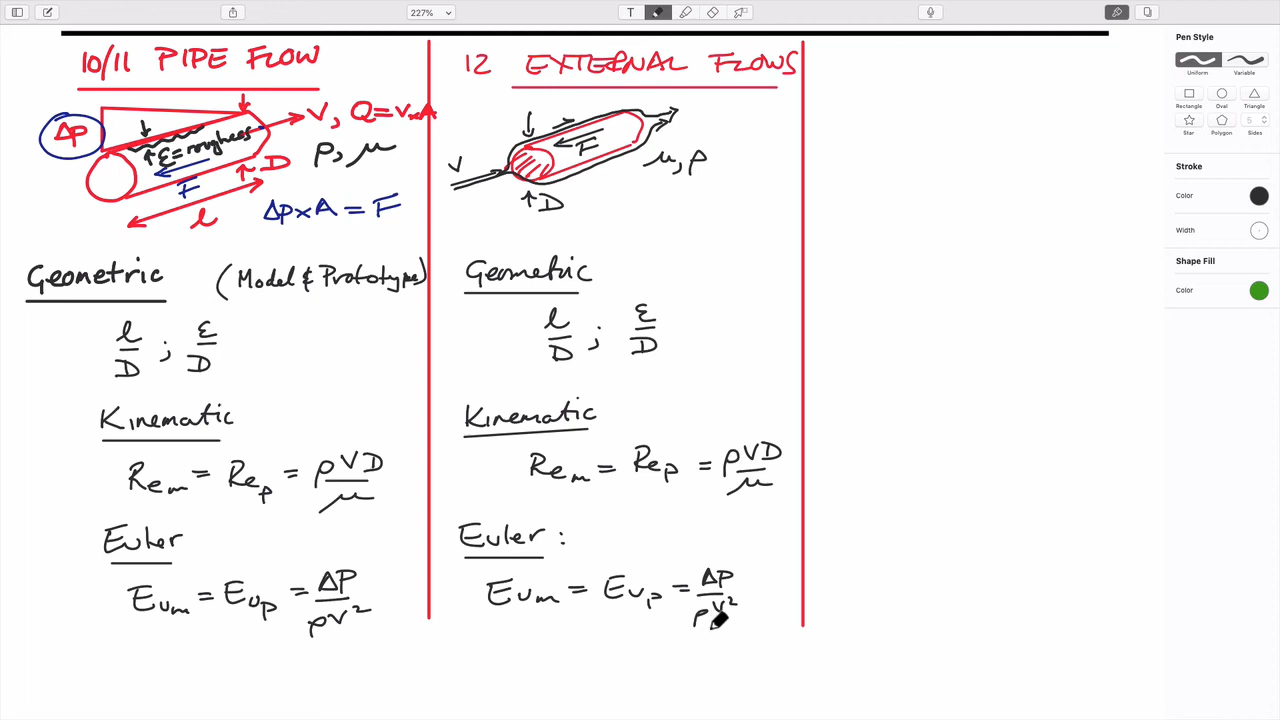 227%
T
10/11 PIPE FLOW
Δp
ε=roughness
V, Q=V×A
ρ, μ
D
F
l
Δp×A = F
Geometric (Model & Prototype)
l/D ; ε/D
Kinematic
Re_m = Re_p = ρVD/μ
Euler
Eu_m = Eu_p = ΔP/ρV²
12 EXTERNAL FLOWS
V
F
μ, ρ
D
Geometric
l/D ; ε/D
Kinematic
Re_m = Re_p = ρVD/μ
Euler :
Eu_m = Eu_p = ΔP/ρV²
Pen Style
Uniform Variable
Rectangle Oval Triangle
5
Star Polygon Sides
Stroke
Color
Width
Shape Fill
Color